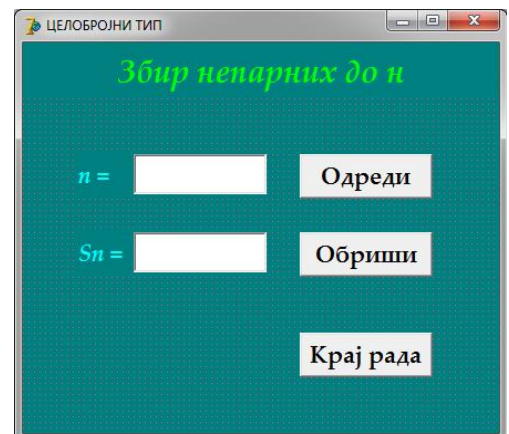 ЦЕЛОБРОЈНИ ТИП
Збир непарних до н
n = Одреди
Sn = Обриши
Крај рада